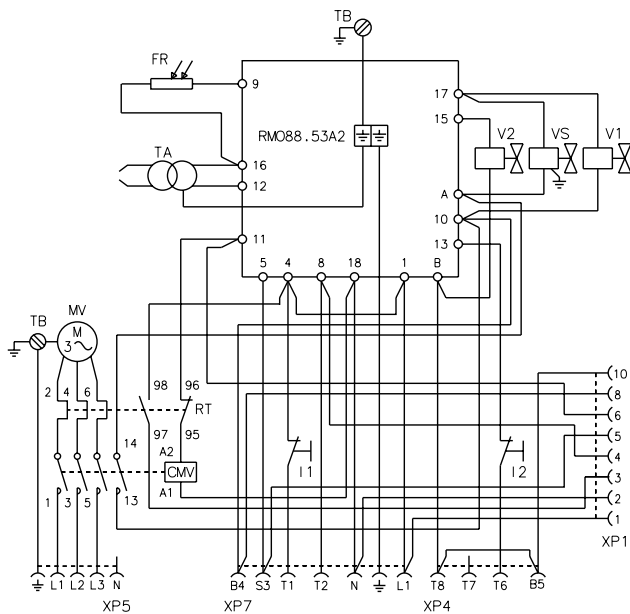 TB
FR
9
17
15
RMO88.53A2
V2 VS V1
TA
16
12
A
10
11
13
5 4 8 18 1 B
MV
TB
M
3
2 4 6
98 96
RT
97 95
14
A2
CMV
A1
1 3 5 13
I1
I2
10
8
6
5
4
3
2
1
XP1
L1 L2 L3 N
B4 S3 T1 T2 N L1 T8 T7 T6 B5
XP5 XP7 XP4